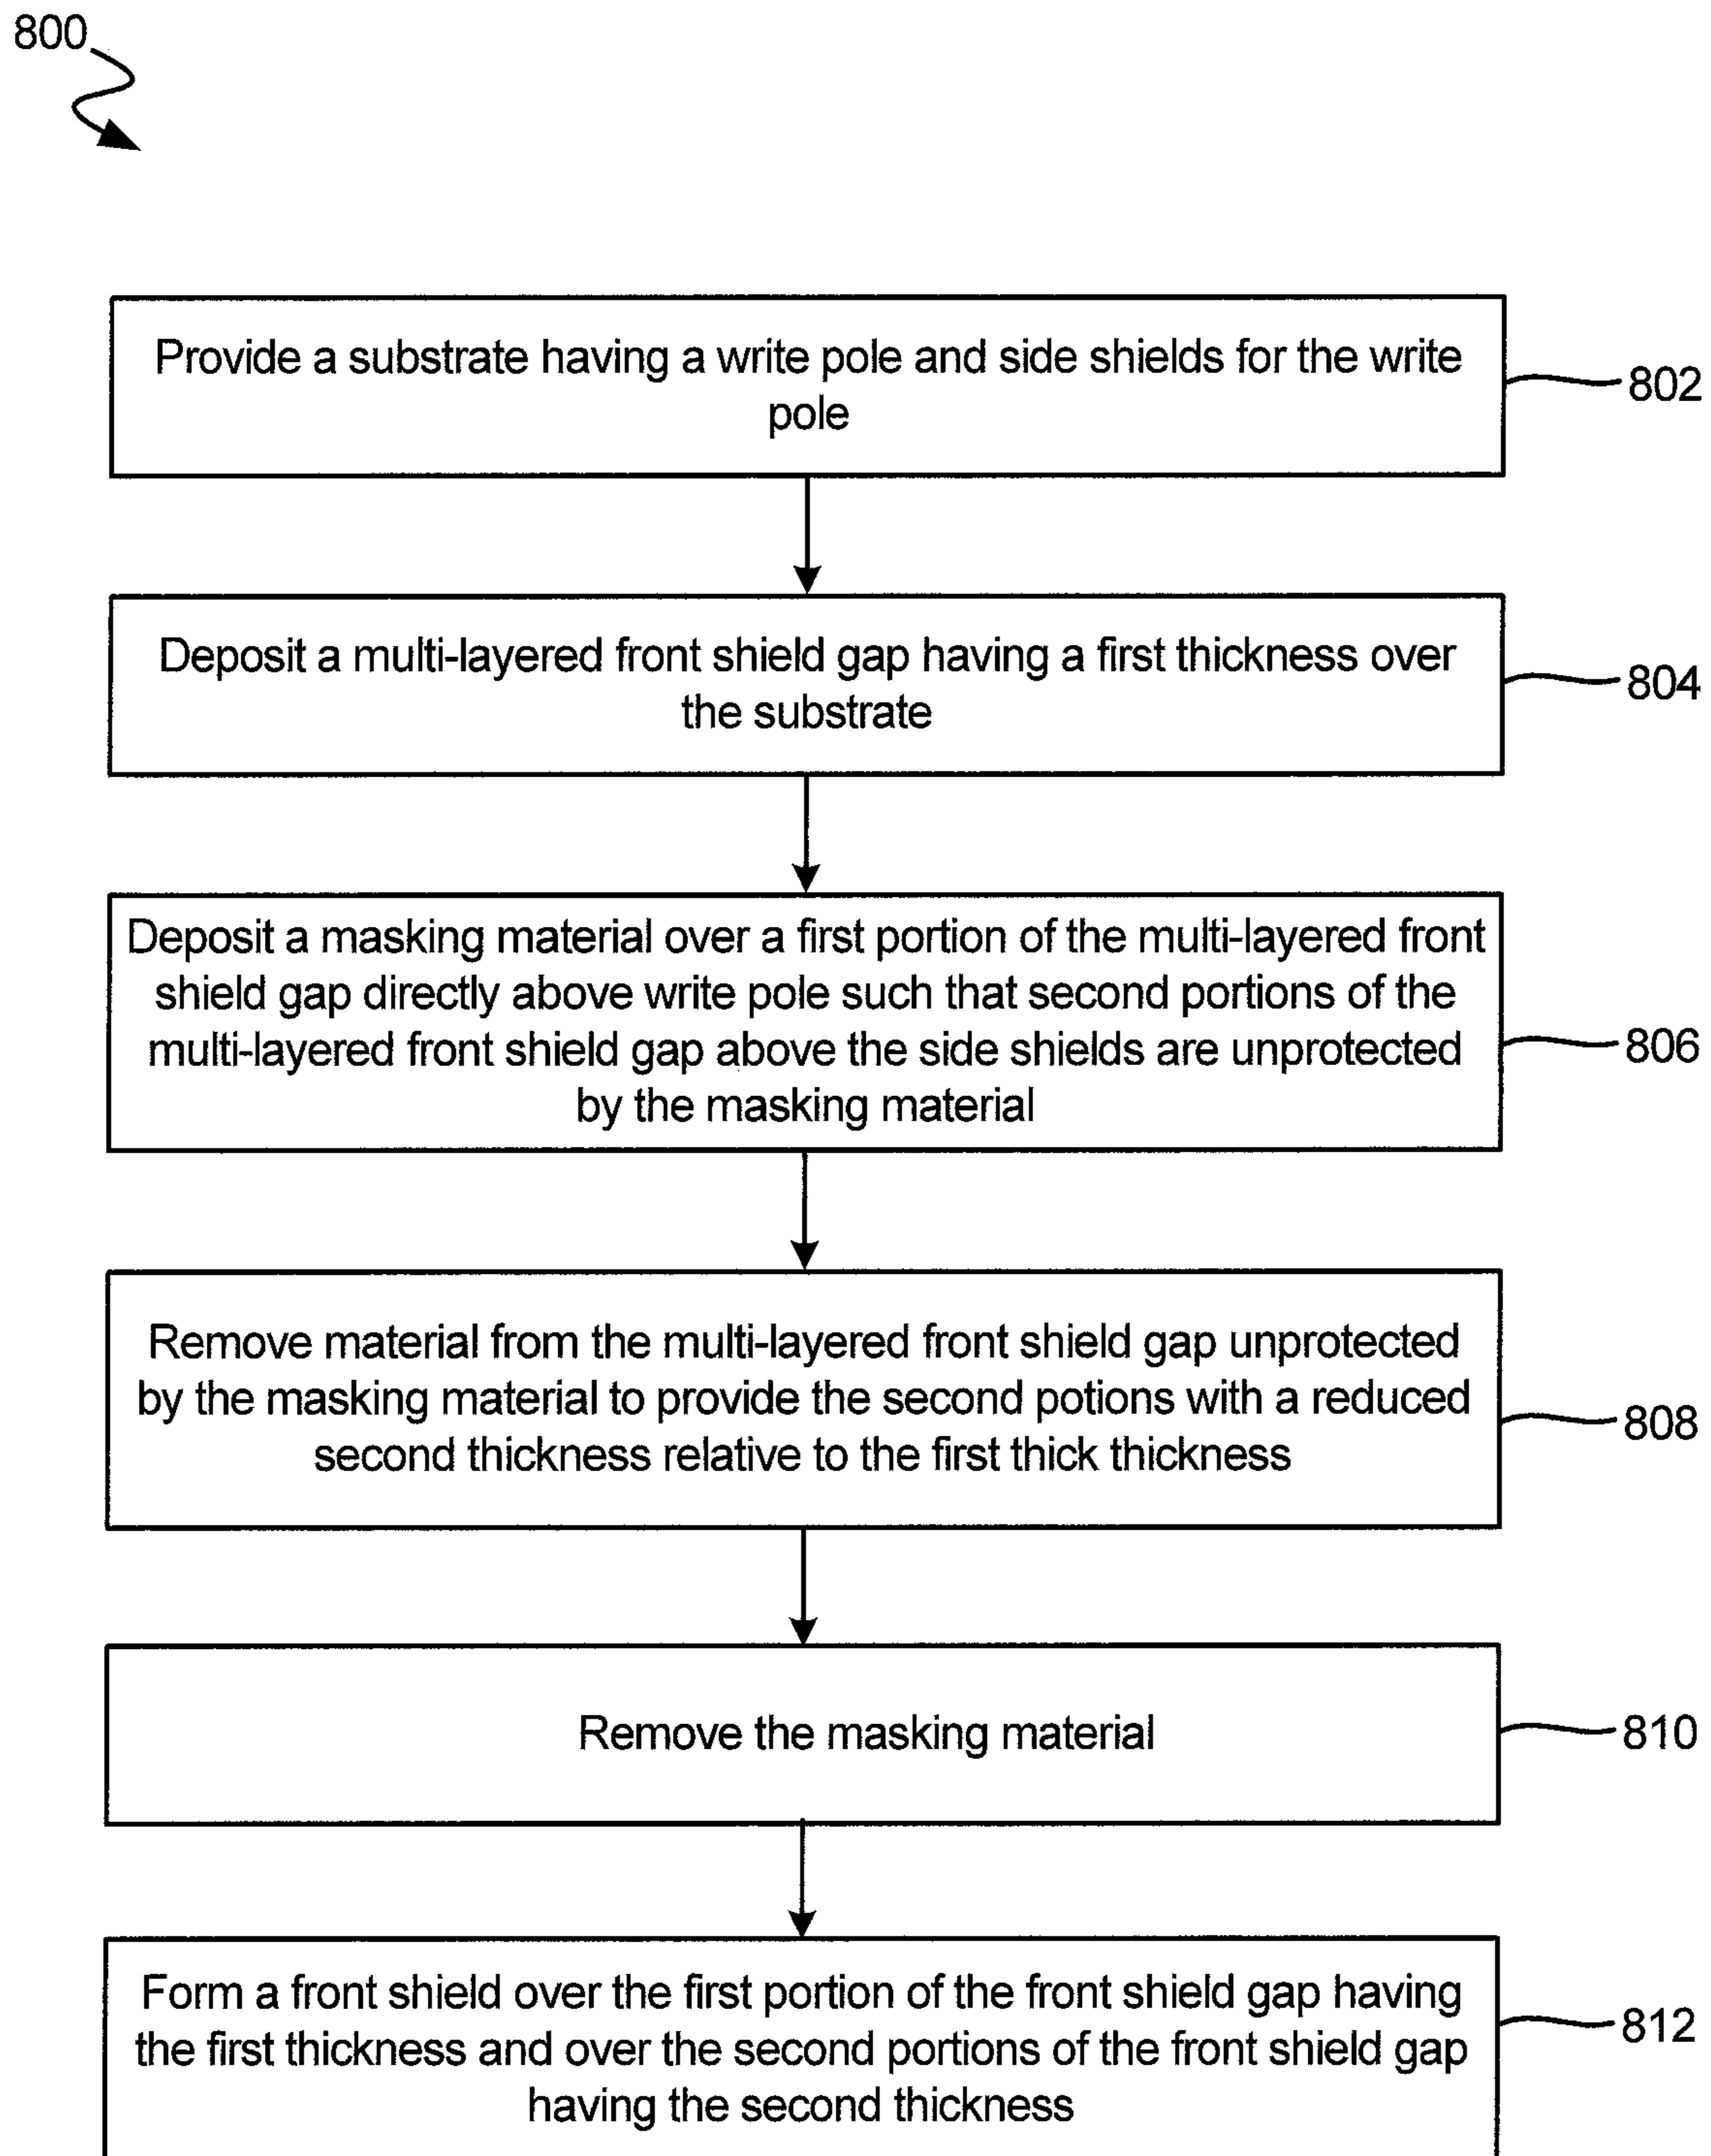 800
Provide a substrate having a write pole and side shields for the write
pole
802
Deposit a multi-layered front shield gap having a first thickness over
the substrate
804
Deposit a masking material over a first portion of the multi-layered front
shield gap directly above write pole such that second portions of the
multi-layered front shield gap above the side shields are unprotected
by the masking material
806
Remove material from the multi-layered front shield gap unprotected
by the masking material to provide the second potions with a reduced
second thickness relative to the first thick thickness
808
Remove the masking material
810
Form a front shield over the first portion of the front shield gap having
the first thickness and over the second portions of the front shield gap
having the second thickness
812